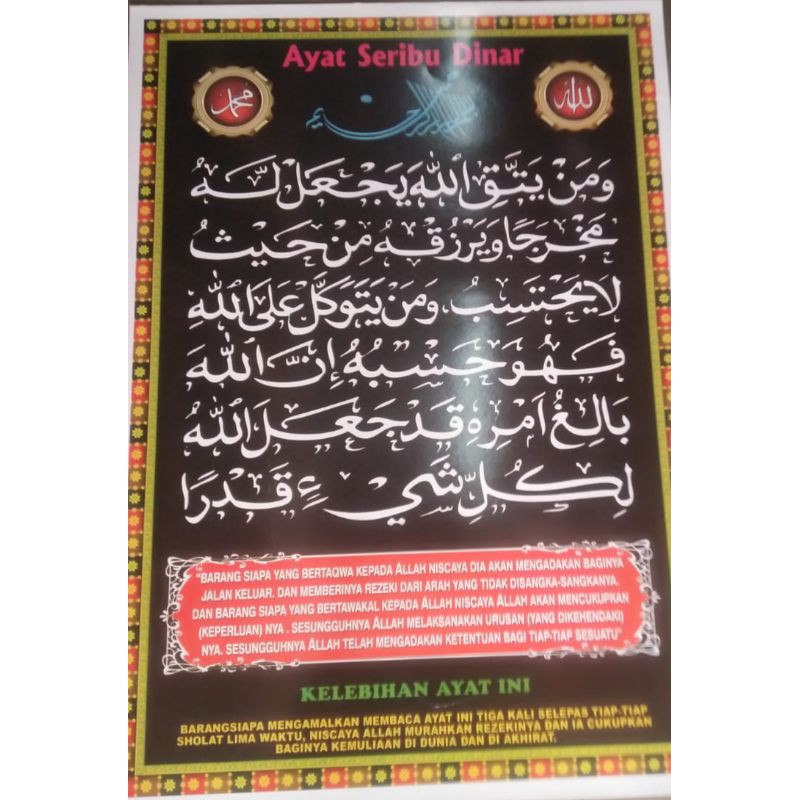 Ayat Seribu Dinar
محمد
الله
بسم الله الرحمن الرحيم
وَمَنْ يَتَّقِ اللهَ يَجْعَلْ لَهُ
مَخْرَجًا وَيَرْزُقْهُ مِنْ حَيْثُ
لَا يَحْتَسِبُ وَمَنْ يَتَوَكَّلْ عَلَى اللهِ
فَهُوَ حَسْبُهُ إِنَّ اللهَ
بَالِغُ أَمْرِهِ قَدْ جَعَلَ اللهُ
لِكُلِّ شَيْءٍ قَدْرًا
"BARANG SIAPA YANG BERTAQWA KEPADA ALLAH NISCAYA DIA AKAN MENGADAKAN BAGINYA
JALAN KELUAR. DAN MEMBERINYA REZEKI DARI ARAH YANG TIDAK DISANGKA-SANGKANYA.
DAN BARANG SIAPA YANG BERTAWAKAL KEPADA ALLAH NISCAYA ALLAH AKAN MENCUKUPKAN
(KEPERLUAN) NYA . SESUNGGUHNYA ALLAH MELAKSANAKAN URUSAN (YANG DIKEHENDAKI)
NYA. SESUNGGUHNYA ALLAH TELAH MENGADAKAN KETENTUAN BAGI TIAP-TIAP SESUATU"
KELEBIHAN AYAT INI
BARANGSIAPA MENGAMALKAN MEMBACA AYAT INI TIGA KALI SELEPAS TIAP-TIAP
SHOLAT LIMA WAKTU, NISCAYA ALLAH MURAHKAN REZEKINYA DAN IA CUKUPKAN
BAGINYA KEMULIAAN DI DUNIA DAN DI AKHIRAT.